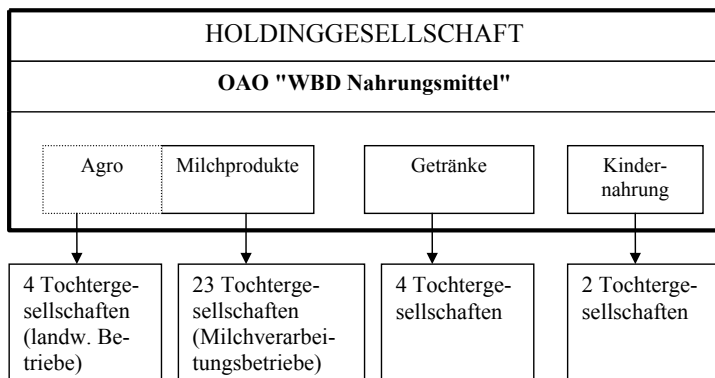 HOLDINGGESELLSCHAFT
OAO "WBD Nahrungsmittel"
Agro
Milchprodukte
Getränke
Kinder-
nahrung
4 Tochterge-
sellschaften
(landw. Be-
triebe)
23 Tochterge-
sellschaften
(Milchverarbei-
tungsbetriebe)
4 Tochterge-
sellschaften
2 Tochterge-
sellschaften